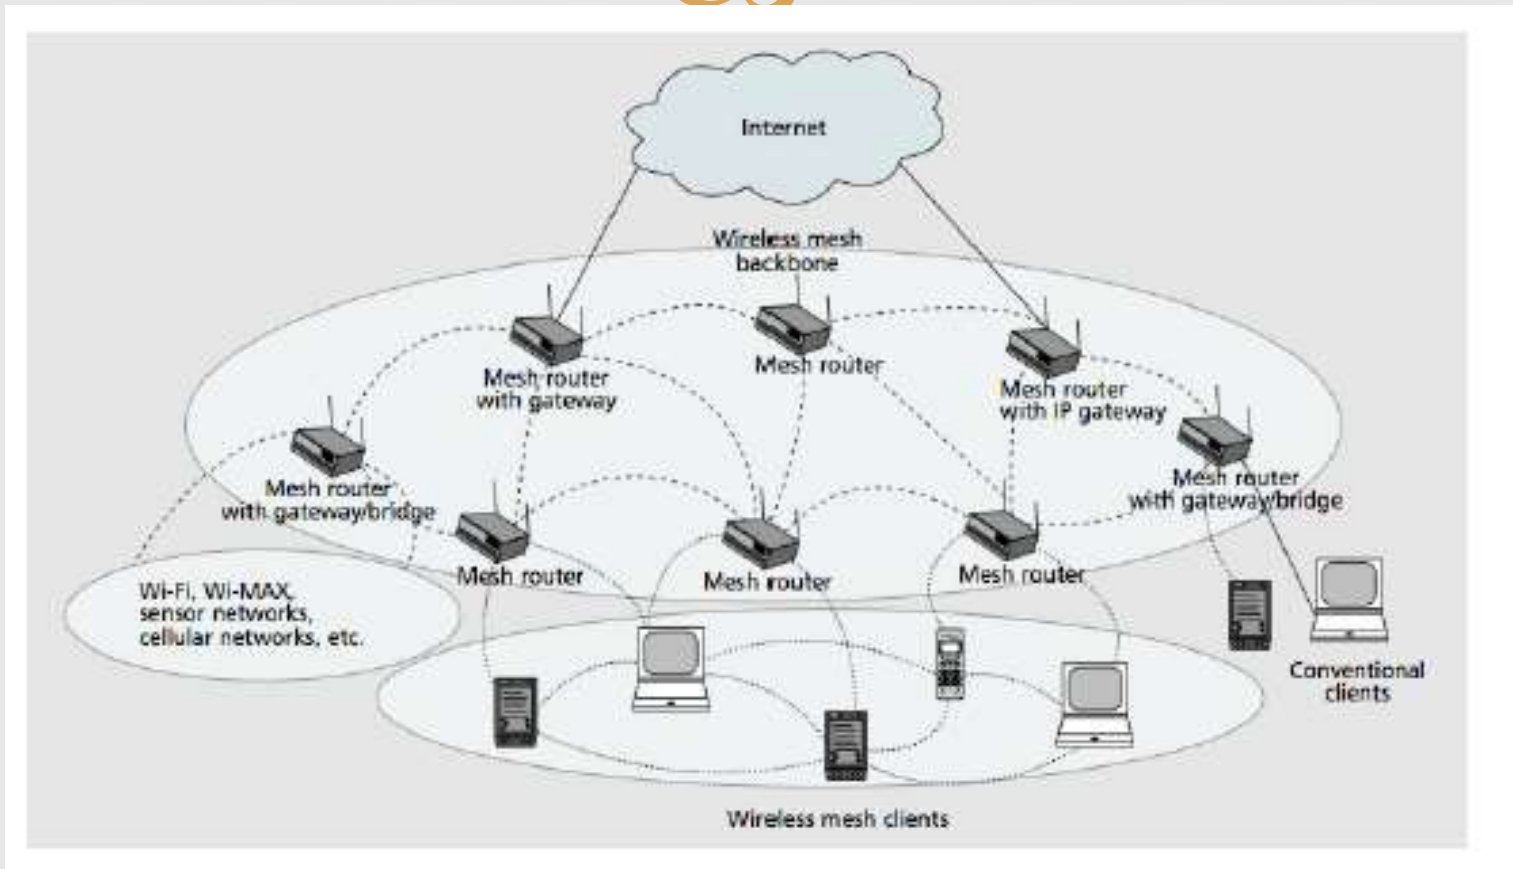 Internet
Wireless mesh
backbone
Mesh router
with gateway
Mesh router
Mesh router
with IP gateway
Mesh router
with gateway/bridge
Mesh router
with gateway/bridge
Mesh router
Mesh router
Mesh router
Wi-Fi, Wi-MAX,
sensor networks,
cellular networks, etc.
Conventional
clients
Wireless mesh clients